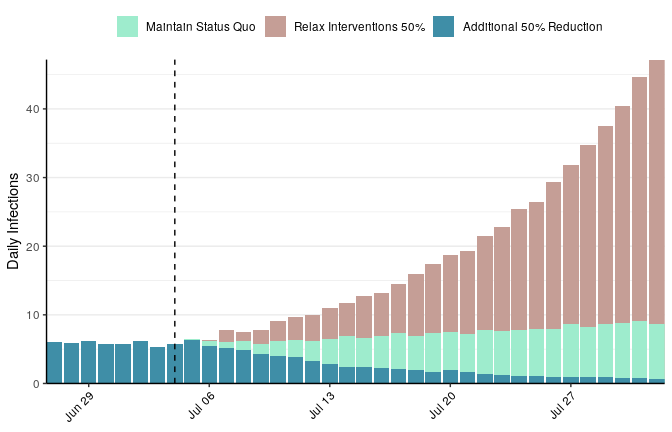 Maintain Status Quo Relax Interventions 50% Additional 50% Reduction
Daily Infections
40
30
20
10
0
Jun 29 Jul 06 Jul 13 Jul 20 Jul 27